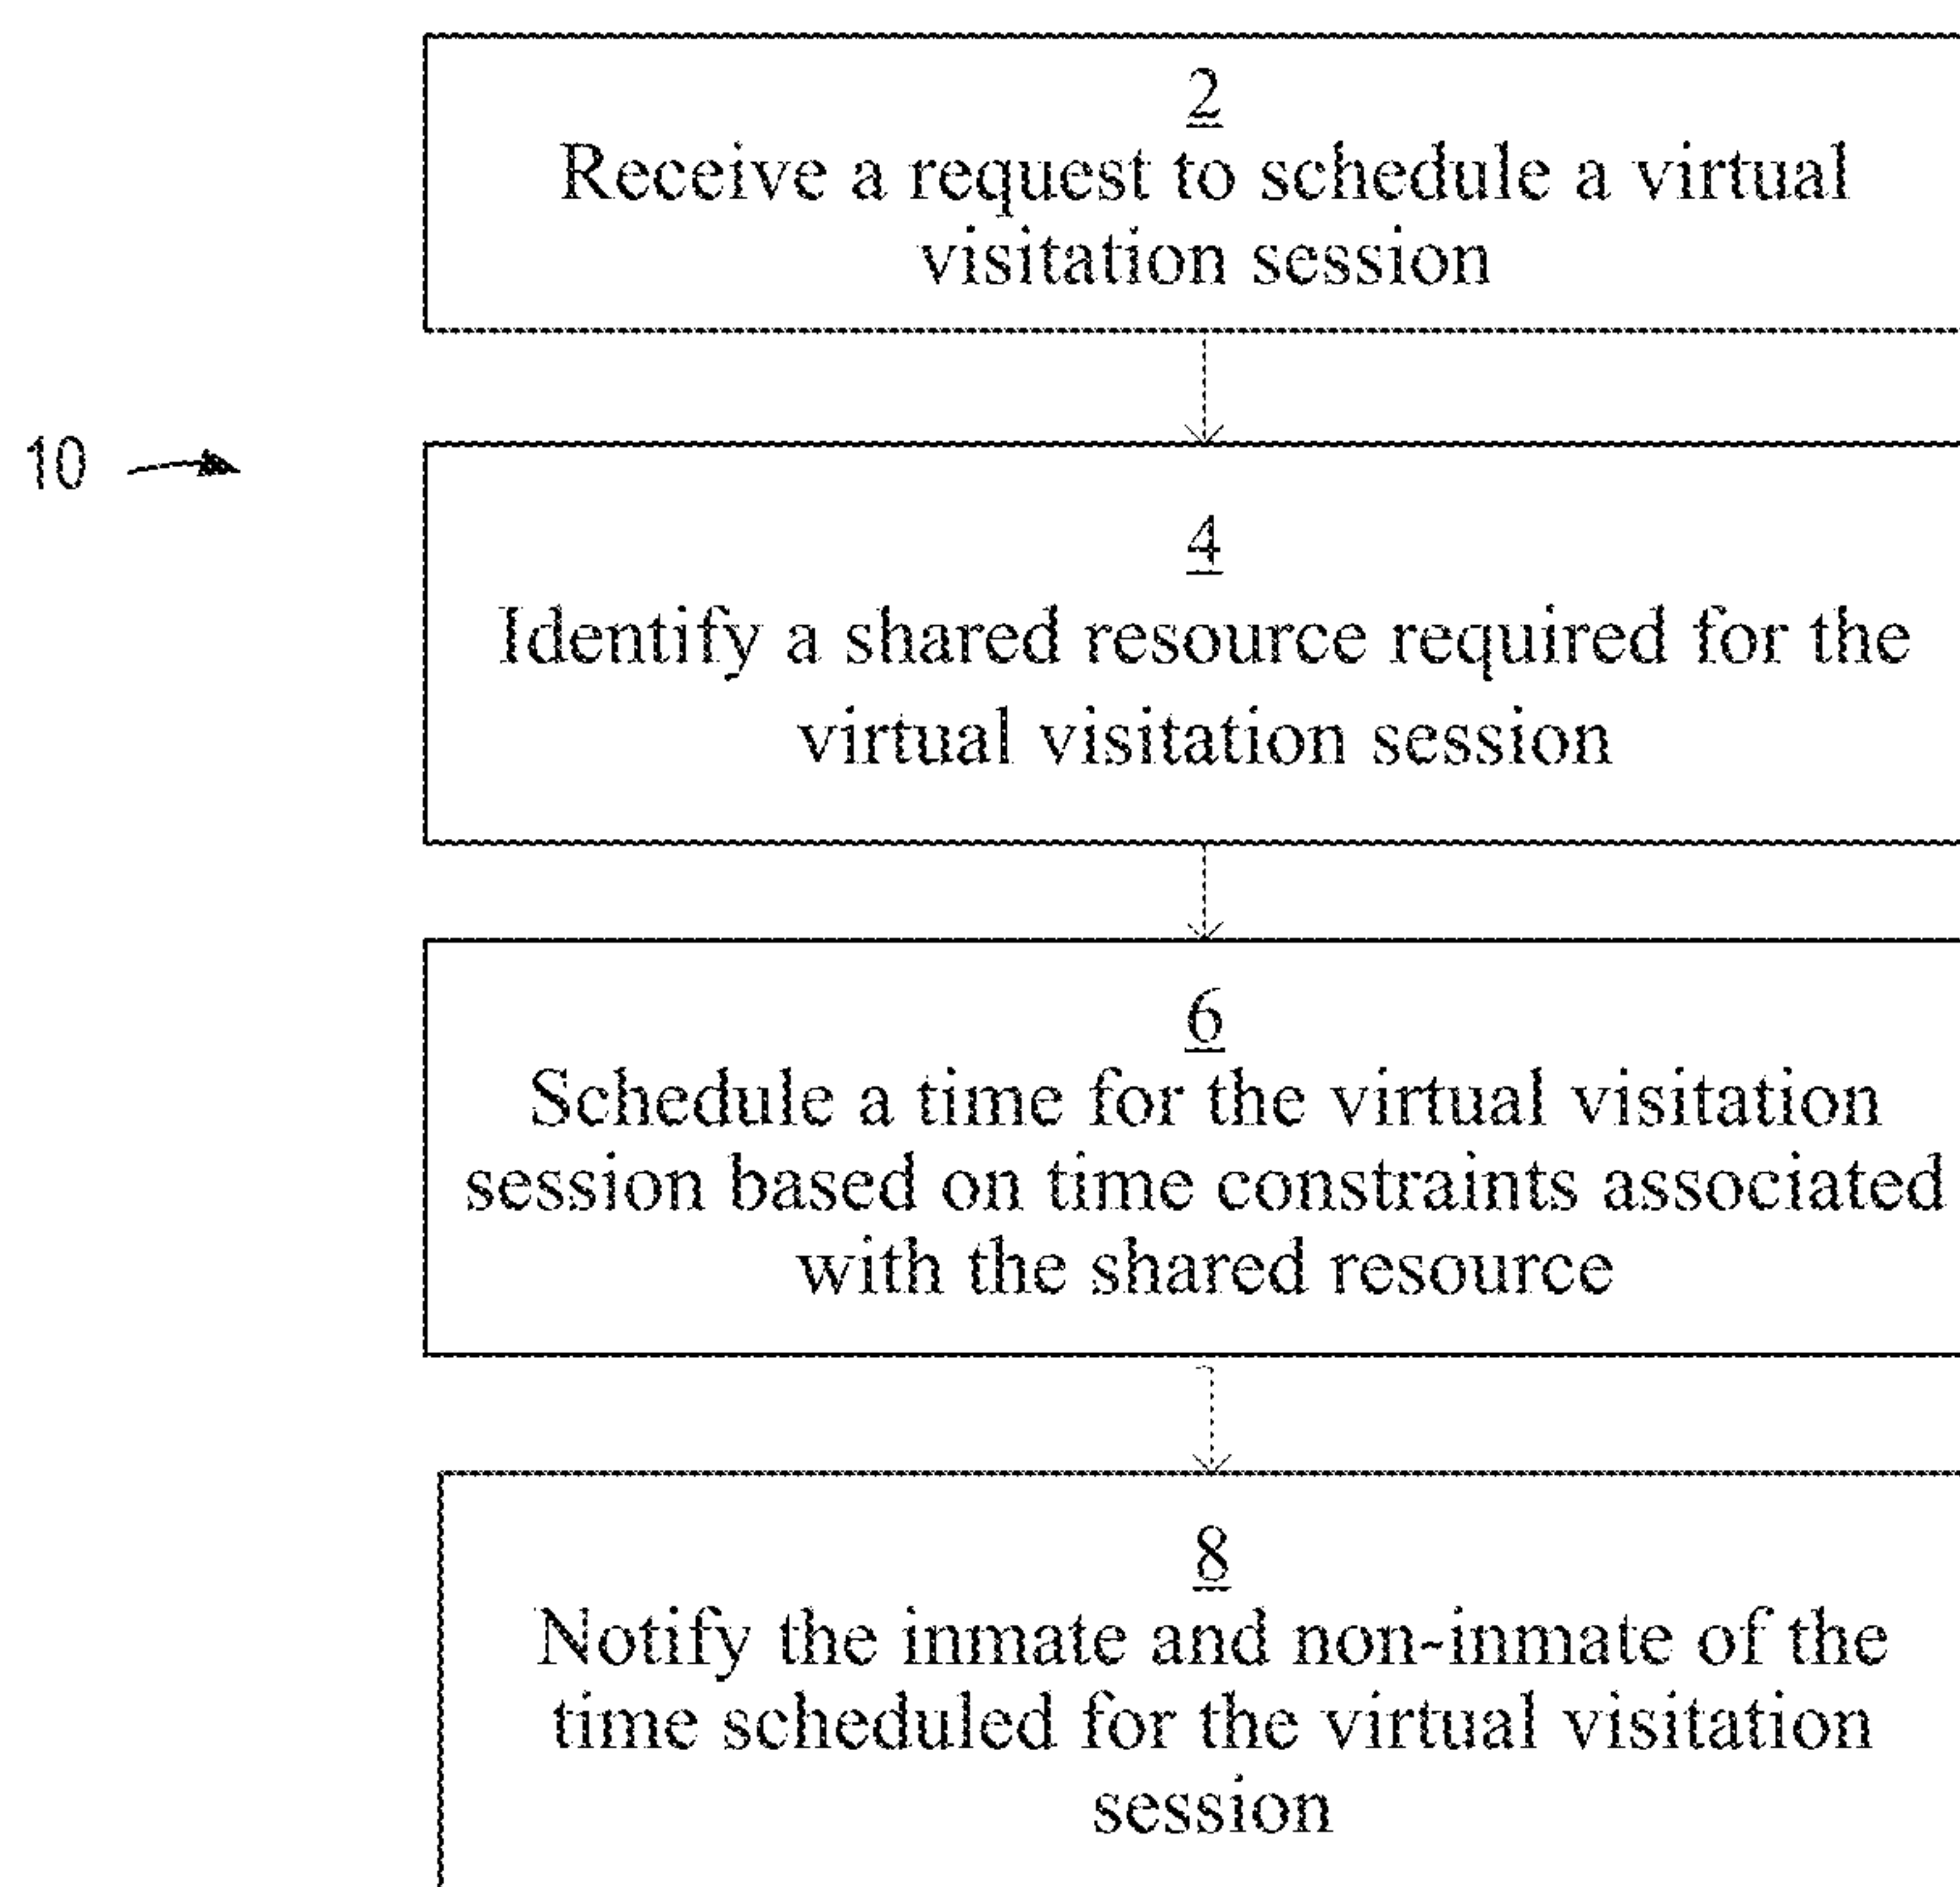 2
Receive a request to schedule a virtual
visitation session
10
4
Identify a shared resource required for the
virtual visitation session
6
Schedule a time for the virtual visitation
session based on time constraints associated
with the shared resource
8
Notify the inmate and non-inmate of the
time scheduled for the virtual visitation
session